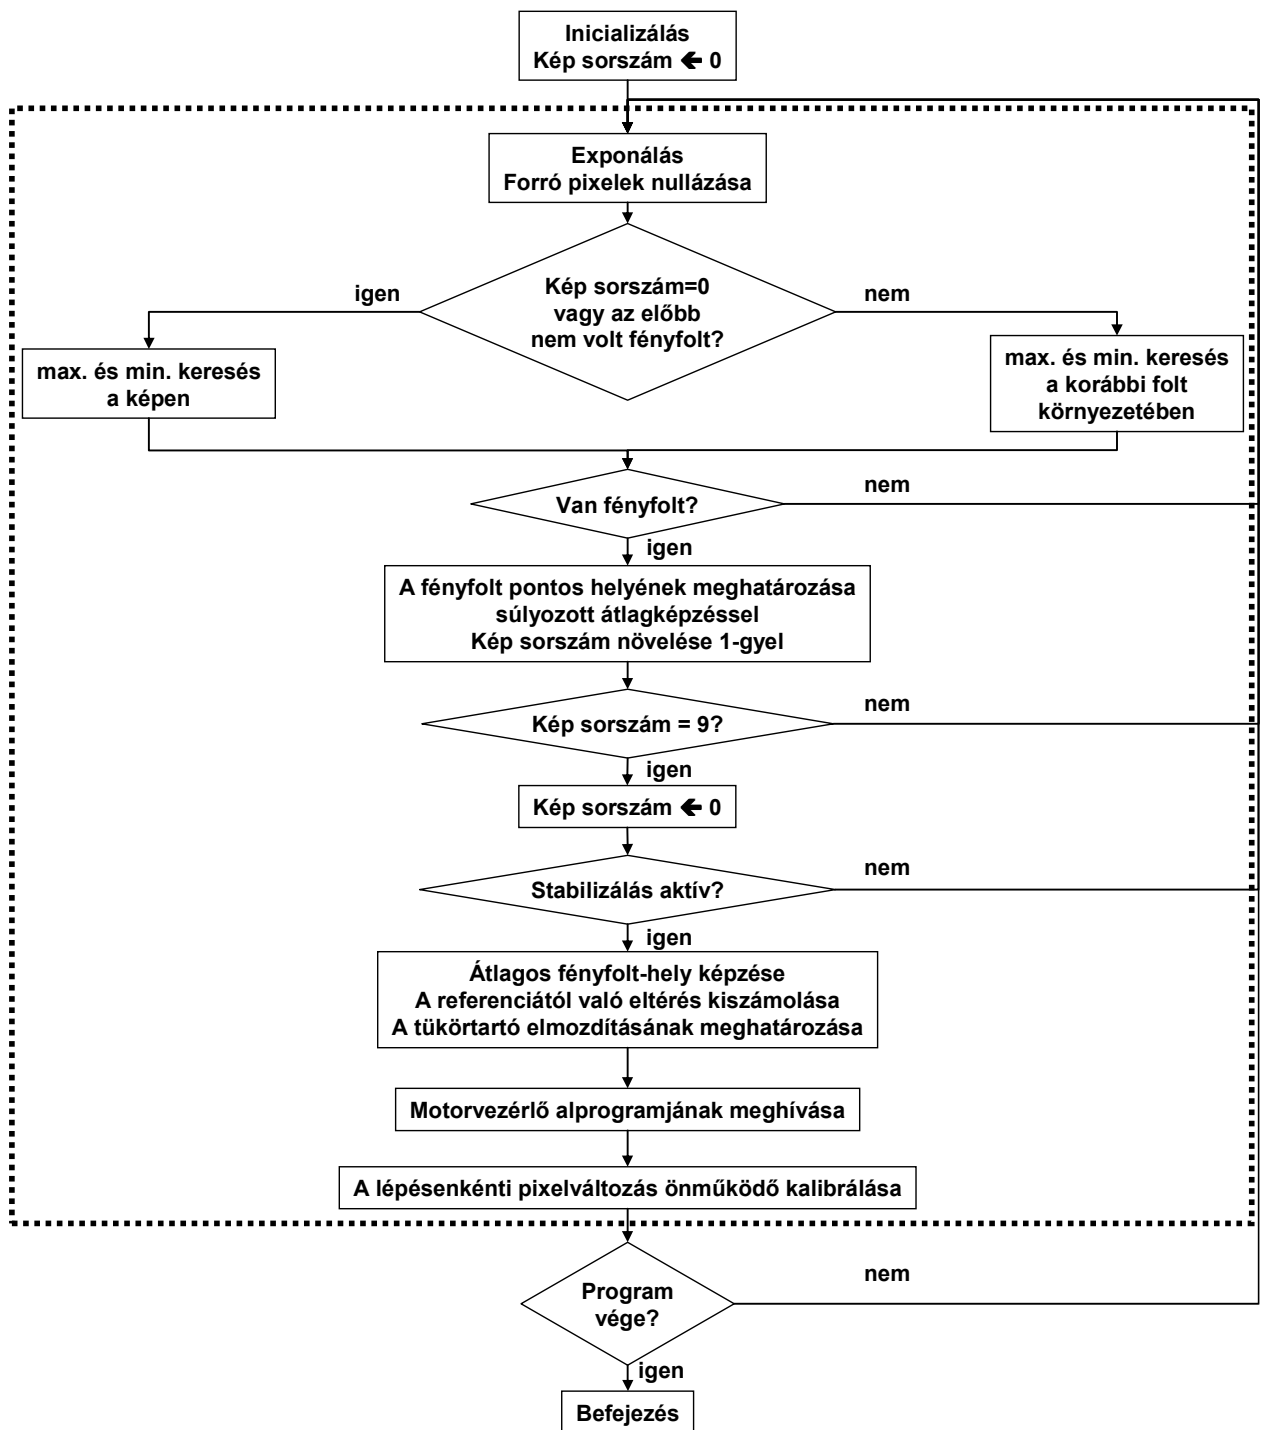 Inicializálás
Kép sorszám 🡸 0
Exponálás
Forró pixelek nullázása
Kép sorszám=0
vagy az előbb
nem volt fényfolt?
igen
nem
max. és min. keresés
a képen
max. és min. keresés
a korábbi folt
környezetében
Van fényfolt?
nem
igen
A fényfolt pontos helyének meghatározása
súlyozott átlagképzéssel
Kép sorszám növelése 1-gyel
Kép sorszám = 9?
nem
igen
Kép sorszám 🡸 0
Stabilizálás aktív?
nem
igen
Átlagos fényfolt-hely képzése
A referenciától való eltérés kiszámolása
A tükörtartó elmozdításának meghatározása
Motorvezérlő alprogramjának meghívása
A lépésenkénti pixelváltozás önműködő kalibrálása
Program
vége?
nem
igen
Befejezés